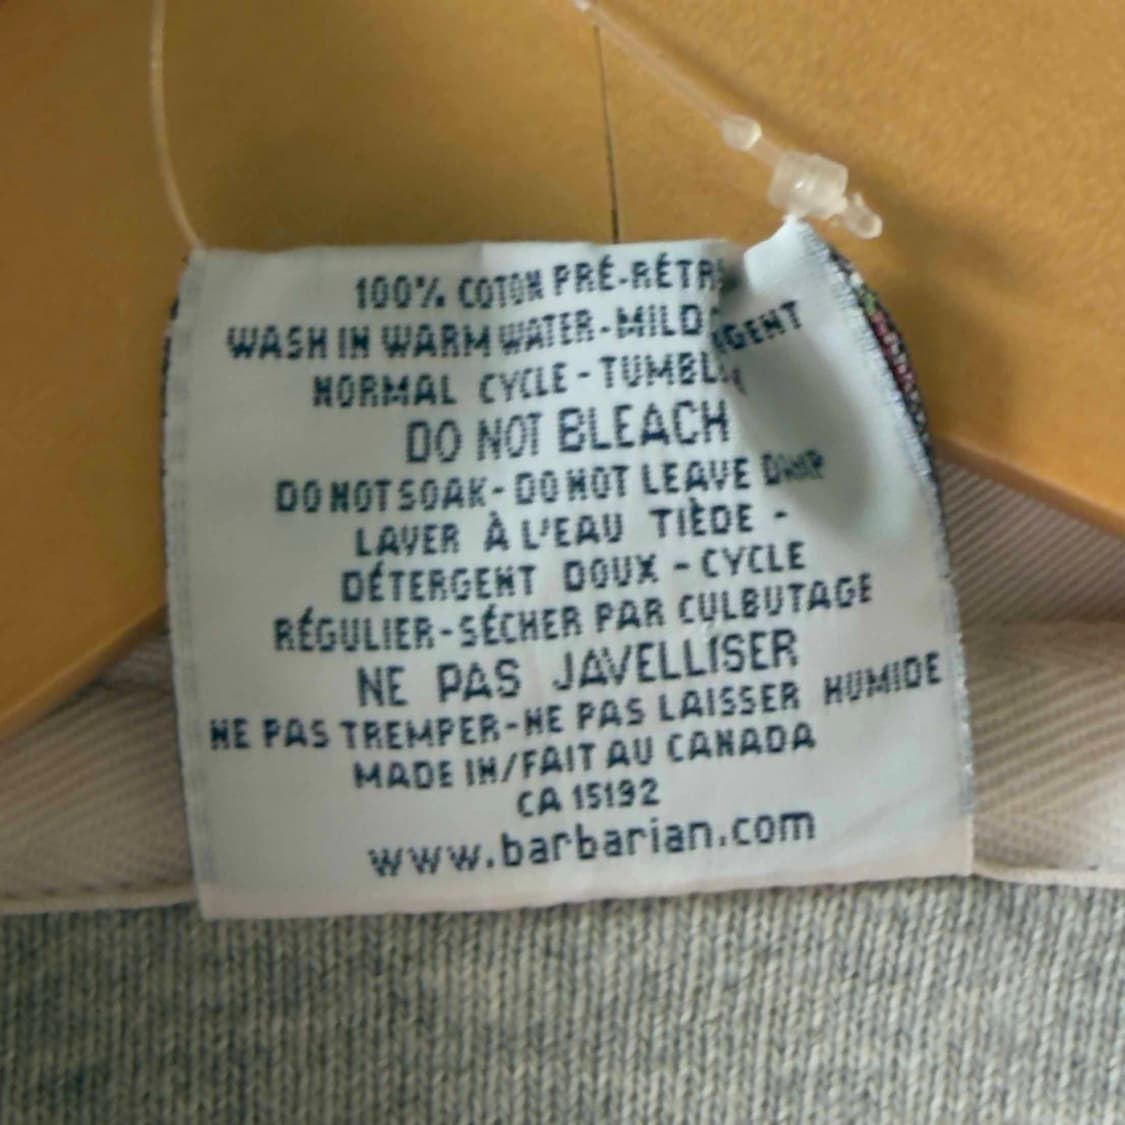 100% COTON PRÉ-RÉTR
WASH IN WARM WATER-MILD GENT
NORMAL CYCLE - TUMBL
DO NOT BLEACH
DO NOT SOAK - DO NOT LEAVE DAMP
LAVER À L'EAU TIÈDE -
DÉTERGENT DOUX - CYCLE
RÉGULIER-SÉCHER PAR CULBUTAGE
NE PAS JAVELLISER
NE PAS TREMPER-NE PAS LAISSER HUMIDE
MADE IN/FAIT AU CANADA
CA 15192
www.barbarian.com